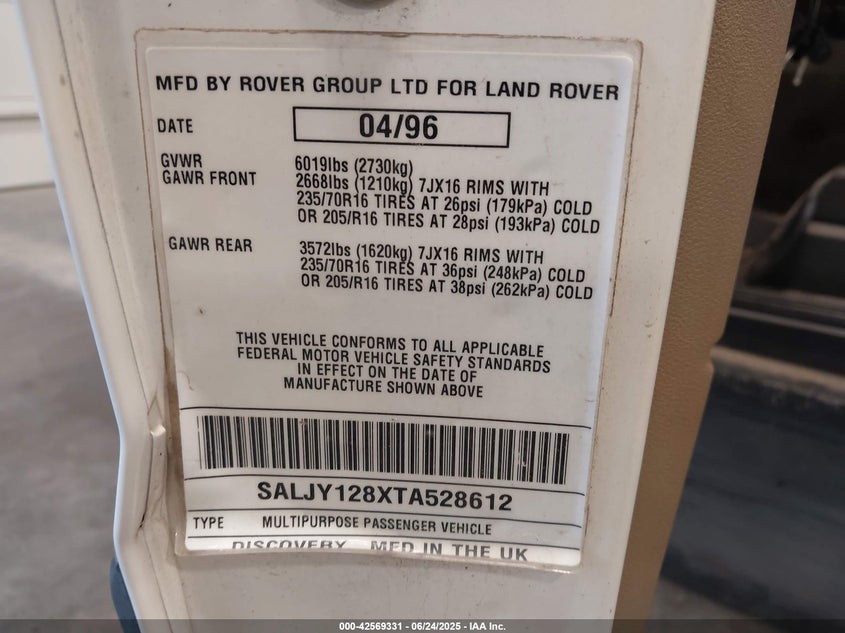 MFD BY ROVER GROUP LTD FOR LAND ROVER
DATE 04/96
GVWR 6019lbs (2730kg)
GAWR FRONT 2668lbs (1210kg) 7JX16 RIMS WITH
235/70R16 TIRES AT 26psi (179kPa) COLD
OR 205/R16 TIRES AT 28psi (193kPa) COLD
GAWR REAR 3572lbs (1620kg) 7JX16 RIMS WITH
235/70R16 TIRES AT 36psi (248kPa) COLD
OR 205/R16 TIRES AT 38psi (262kPa) COLD
THIS VEHICLE CONFORMS TO ALL APPLICABLE
FEDERAL MOTOR VEHICLE SAFETY STANDARDS
IN EFFECT ON THE DATE OF
MANUFACTURE SHOWN ABOVE
SALJY128XTA528612
TYPE MULTIPURPOSE PASSENGER VEHICLE
DISCOVERY MFD IN THE UK
000-42569331 - 06/24/2025 - IAA Inc.